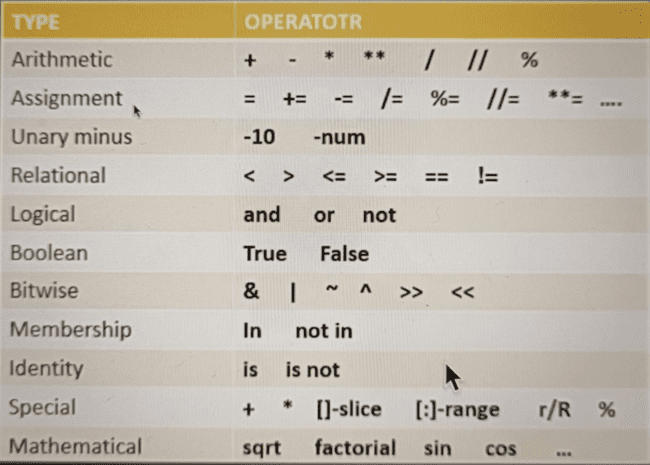 TYPE OPERATOTR
Arithmetic + - * ** / // %
Assignment = += -= /= %= //= **= ....
Unary minus -10 -num
Relational < > <= >= == !=
Logical and or not
Boolean True False
Bitwise & | ~ ^ >> <<
Membership In not in
Identity is is not
Special + * []-slice [:]-range r/R %
Mathematical sqrt factorial sin cos ...